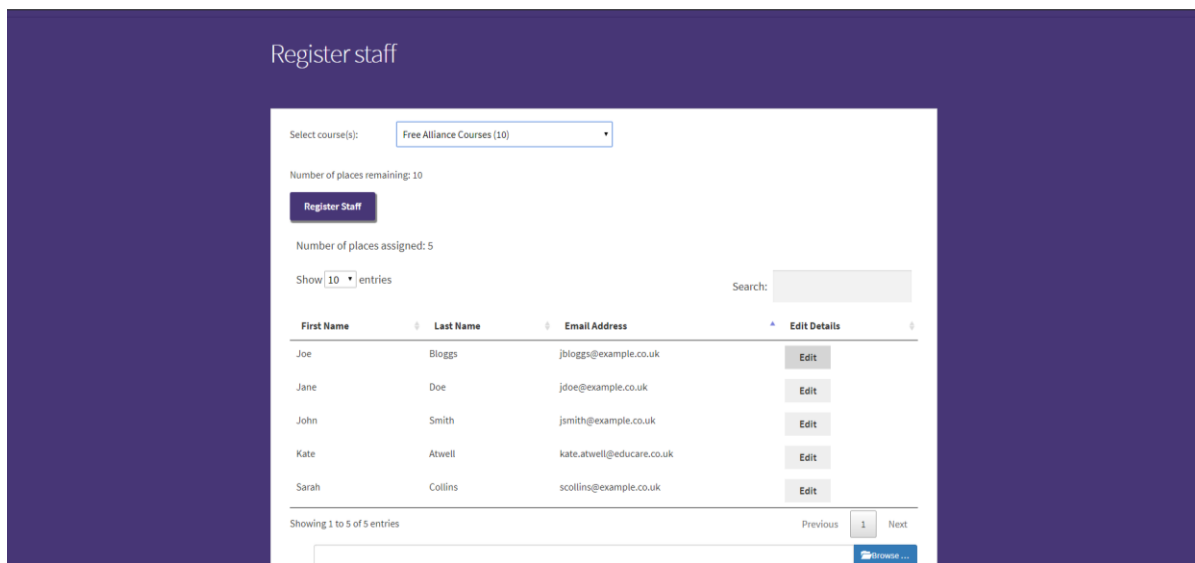 Register staff
Select course(s): Free Alliance Courses (10)
Number of places remaining: 10
Register Staff
Number of places assigned: 5
Show 10 entries
Search:
First Name Last Name Email Address Edit Details
Joe Bloggs jbloggs@example.co.uk Edit
Jane Doe jdoe@example.co.uk Edit
John Smith jsmith@example.co.uk Edit
Kate Atwell kate.atwell@educare.co.uk Edit
Sarah Collins scollins@example.co.uk Edit
Showing 1 to 5 of 5 entries Previous 1 Next
Browse ...